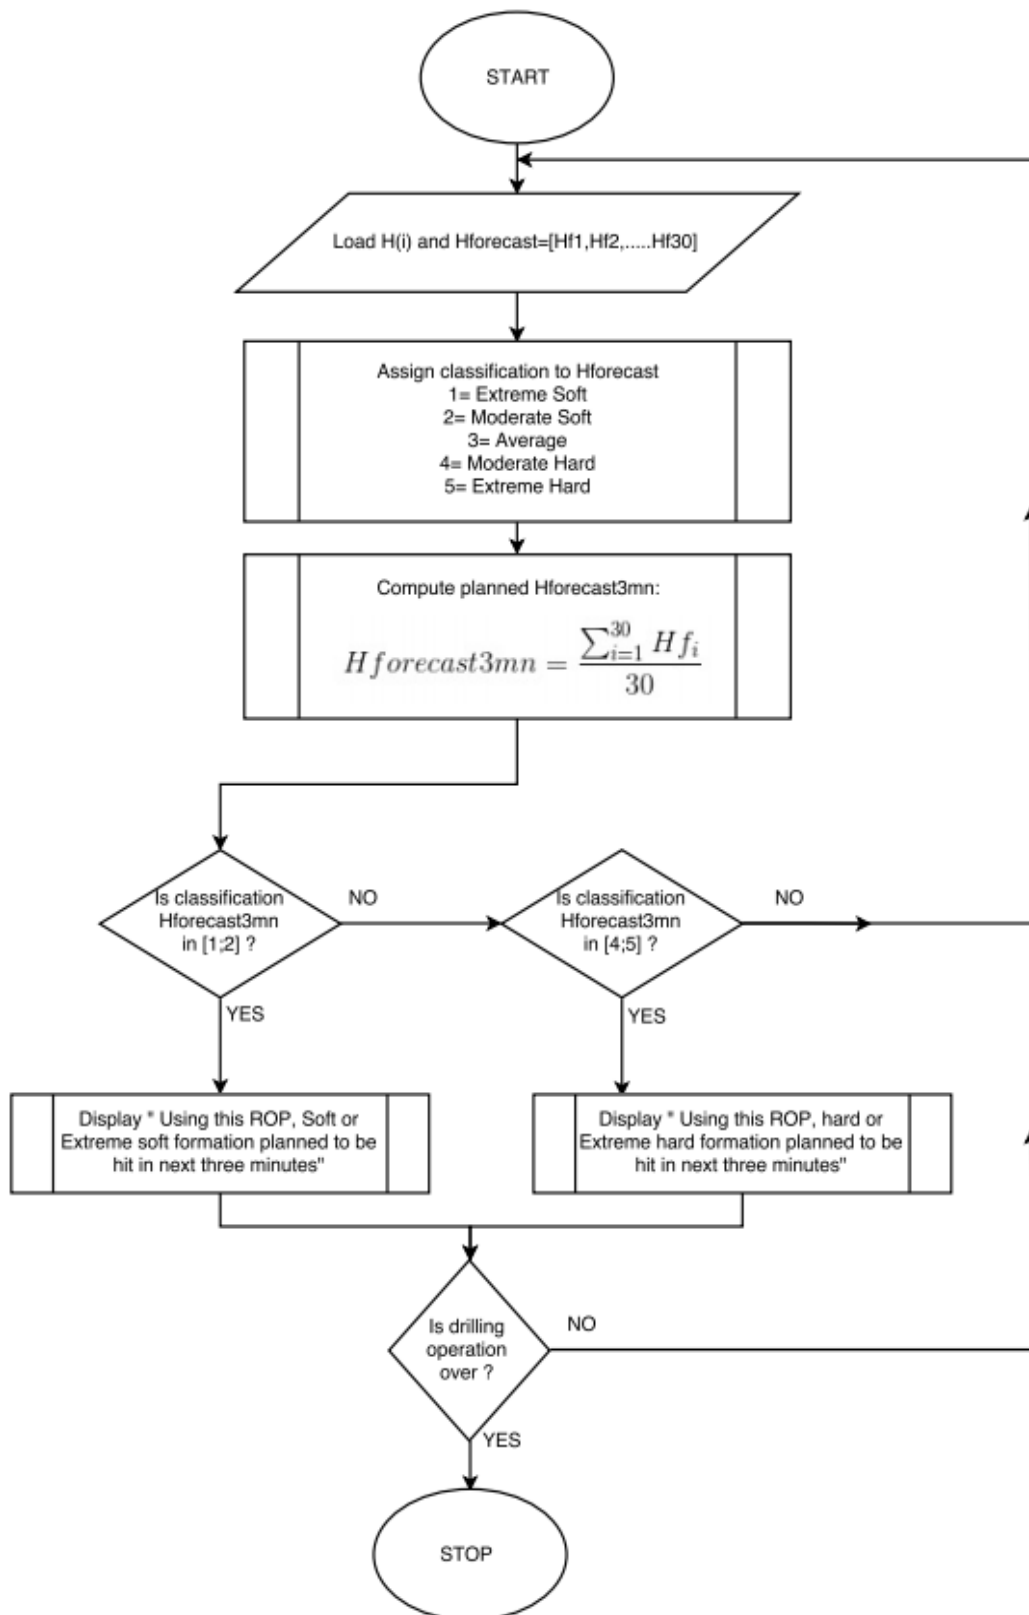 START
Load H(i) and Hforecast=[Hf1,Hf2,.....Hf30]
Assign classification to Hforecast
1= Extreme Soft
2= Moderate Soft
3= Average
4= Moderate Hard
5= Extreme Hard
Compute planned Hforecast3mn:
Hforecast3mn = \frac{\sum_{i=1}^{30} Hf_i}{30}
Is classification
Hforecast3mn
in [1;2] ?
NO
YES
Is classification
Hforecast3mn
in [4;5] ?
NO
YES
Display " Using this ROP, Soft or
Extreme soft formation planned to be
hit in next three minutes"
Display " Using this ROP, hard or
Extreme hard formation planned to be
hit in next three minutes"
Is drilling
operation
over ?
NO
YES
STOP